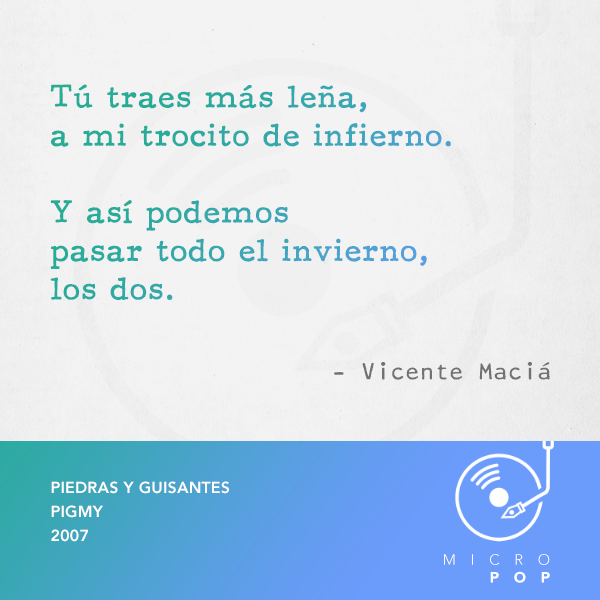 Tú traes más leña,
a mi trocito de infierno.
Y así podemos
pasar todo el invierno,
los dos.
– Vicente Maciá
PIEDRAS Y GUISANTES
PIGMY
2007
MICRO
POP